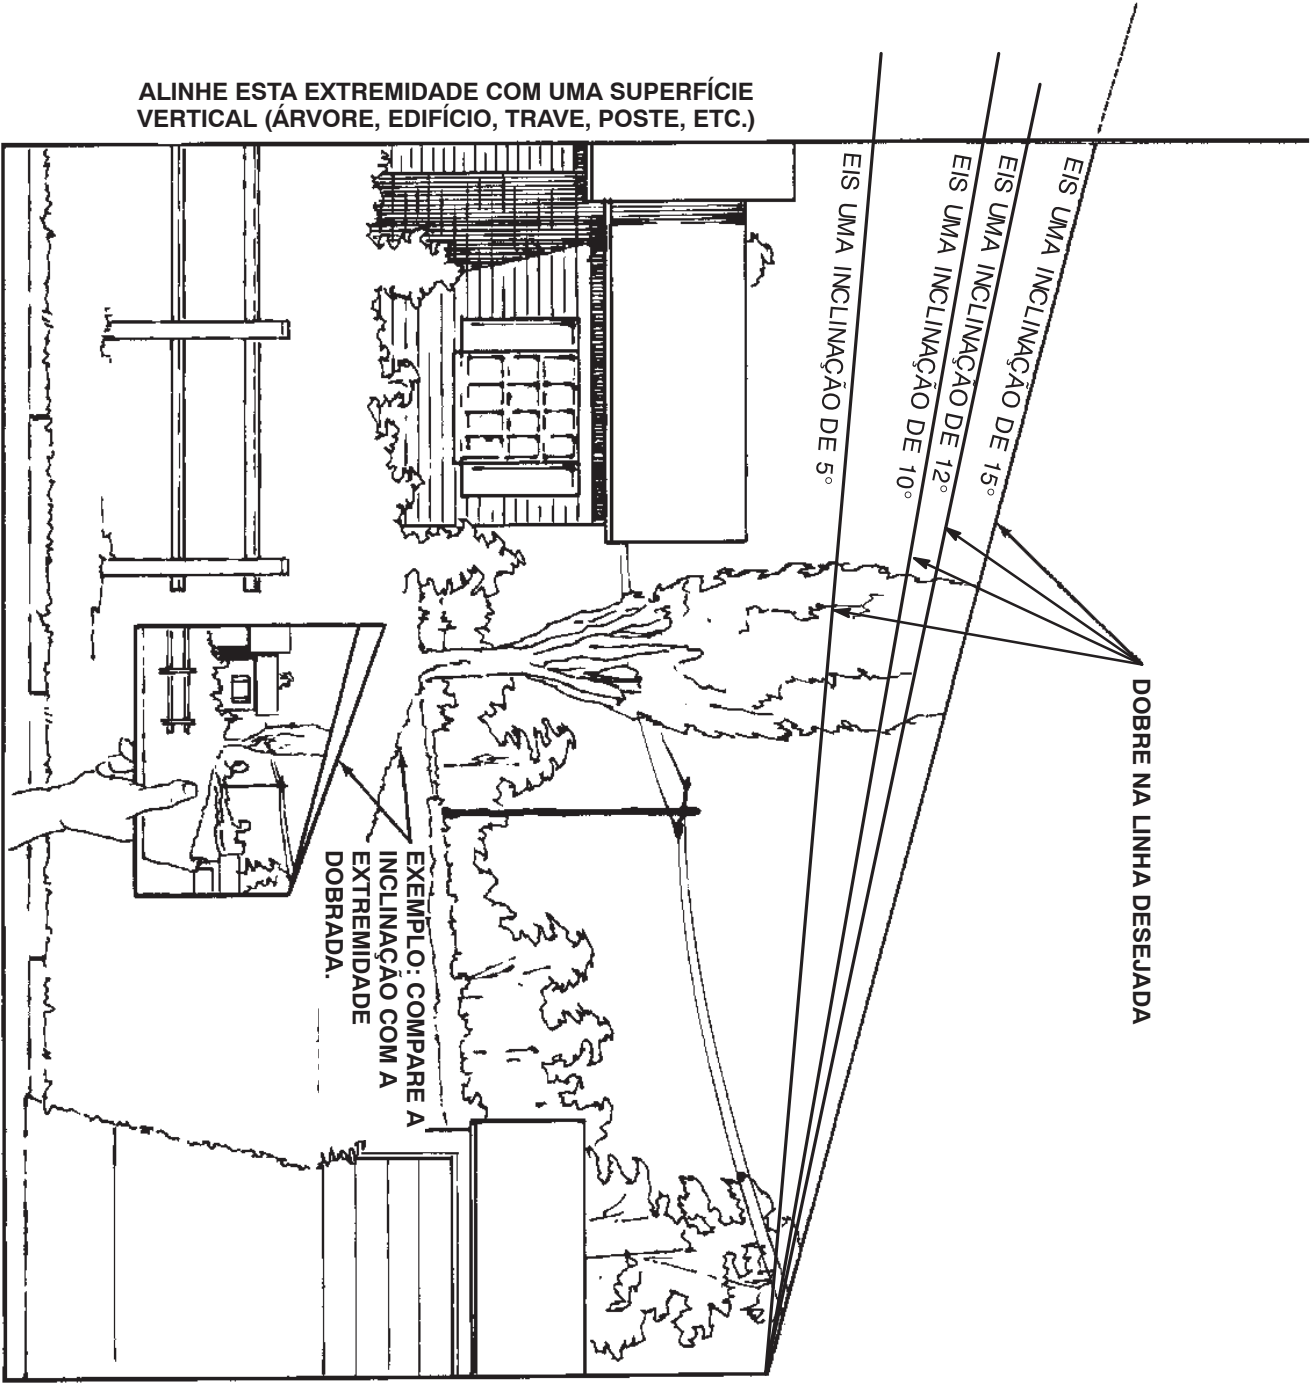 ALINHE ESTA EXTREMIDADE COM UMA SUPERFÍCIE
VERTICAL (ÁRVORE, EDIFÍCIO, TRAVE, POSTE, ETC.)
EIS UMA INCLINAÇÃO DE 15°
EIS UMA INCLINAÇÃO DE 12°
EIS UMA INCLINAÇÃO DE 10°
EIS UMA INCLINAÇÃO DE 5°
DOBRE NA LINHA DESEJADA
EXEMPLO: COMPARE A
INCLINAÇÃO COM A
EXTREMIDADE
DOBRADA.